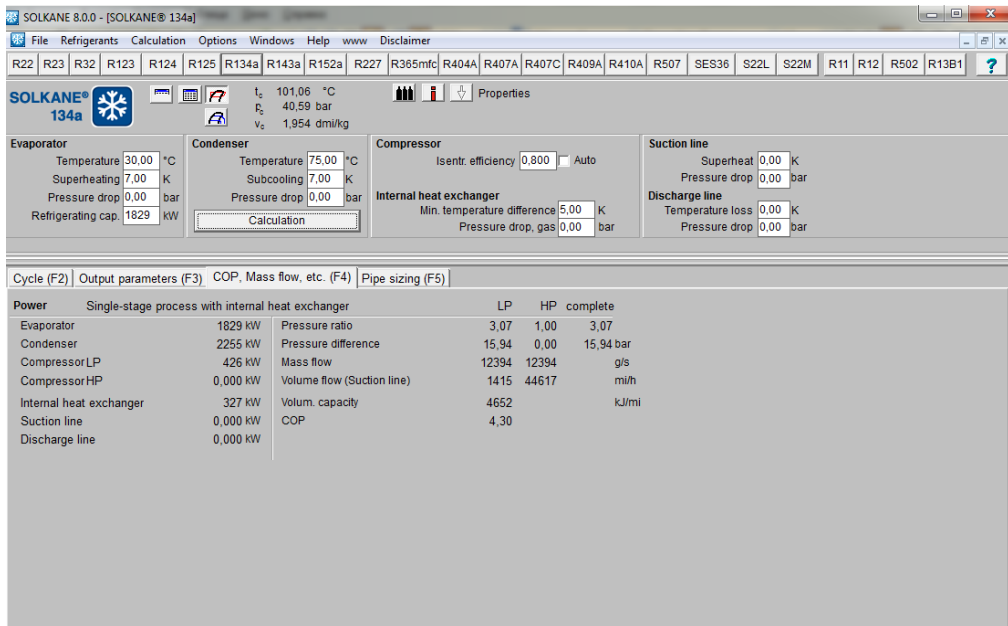 SOLKANE 8.0.0 - [SOLKANE® 134a]
File Refrigerants Calculation Options Windows Help www Disclaimer
R22 R23 R32 R123 R124 R125 R134a R143a R152a R227 R365mfc R404A R407A R407C R409A R410A R507 SES36 S22L S22M R11 R12 R502 R13B1 ?
SOLKANE®
134a
tc 101,06 °C
pc 40,59 bar
vc 1,954 dmi/kg
Properties
Evaporator
Temperature 30,00 °C
Superheating 7,00 K
Pressure drop 0,00 bar
Refrigerating cap. 1829 kW
Condenser
Temperature 75,00 °C
Subcooling 7,00 K
Pressure drop 0,00 bar
Calculation
Compressor
Isentr. efficiency 0,800 Auto
Internal heat exchanger
Min. temperature difference 5,00 K
Pressure drop, gas 0,00 bar
Suction line
Superheat 0,00 K
Pressure drop 0,00 bar
Discharge line
Temperature loss 0,00 K
Pressure drop 0,00 bar
Cycle (F2) Output parameters (F3) COP, Mass flow, etc. (F4) Pipe sizing (F5)
Power Single-stage process with internal heat exchanger LP HP complete
Evaporator 1829 kW Pressure ratio 3,07 1,00 3,07
Condenser 2255 kW Pressure difference 15,94 0,00 15,94 bar
Compressor LP 426 kW Mass flow 12394 12394 g/s
Compressor HP 0,000 kW Volume flow (Suction line) 1415 44617 mi/h
Internal heat exchanger 327 kW Volum. capacity 4652 kJ/mi
Suction line 0,000 kW COP 4,30
Discharge line 0,000 kW